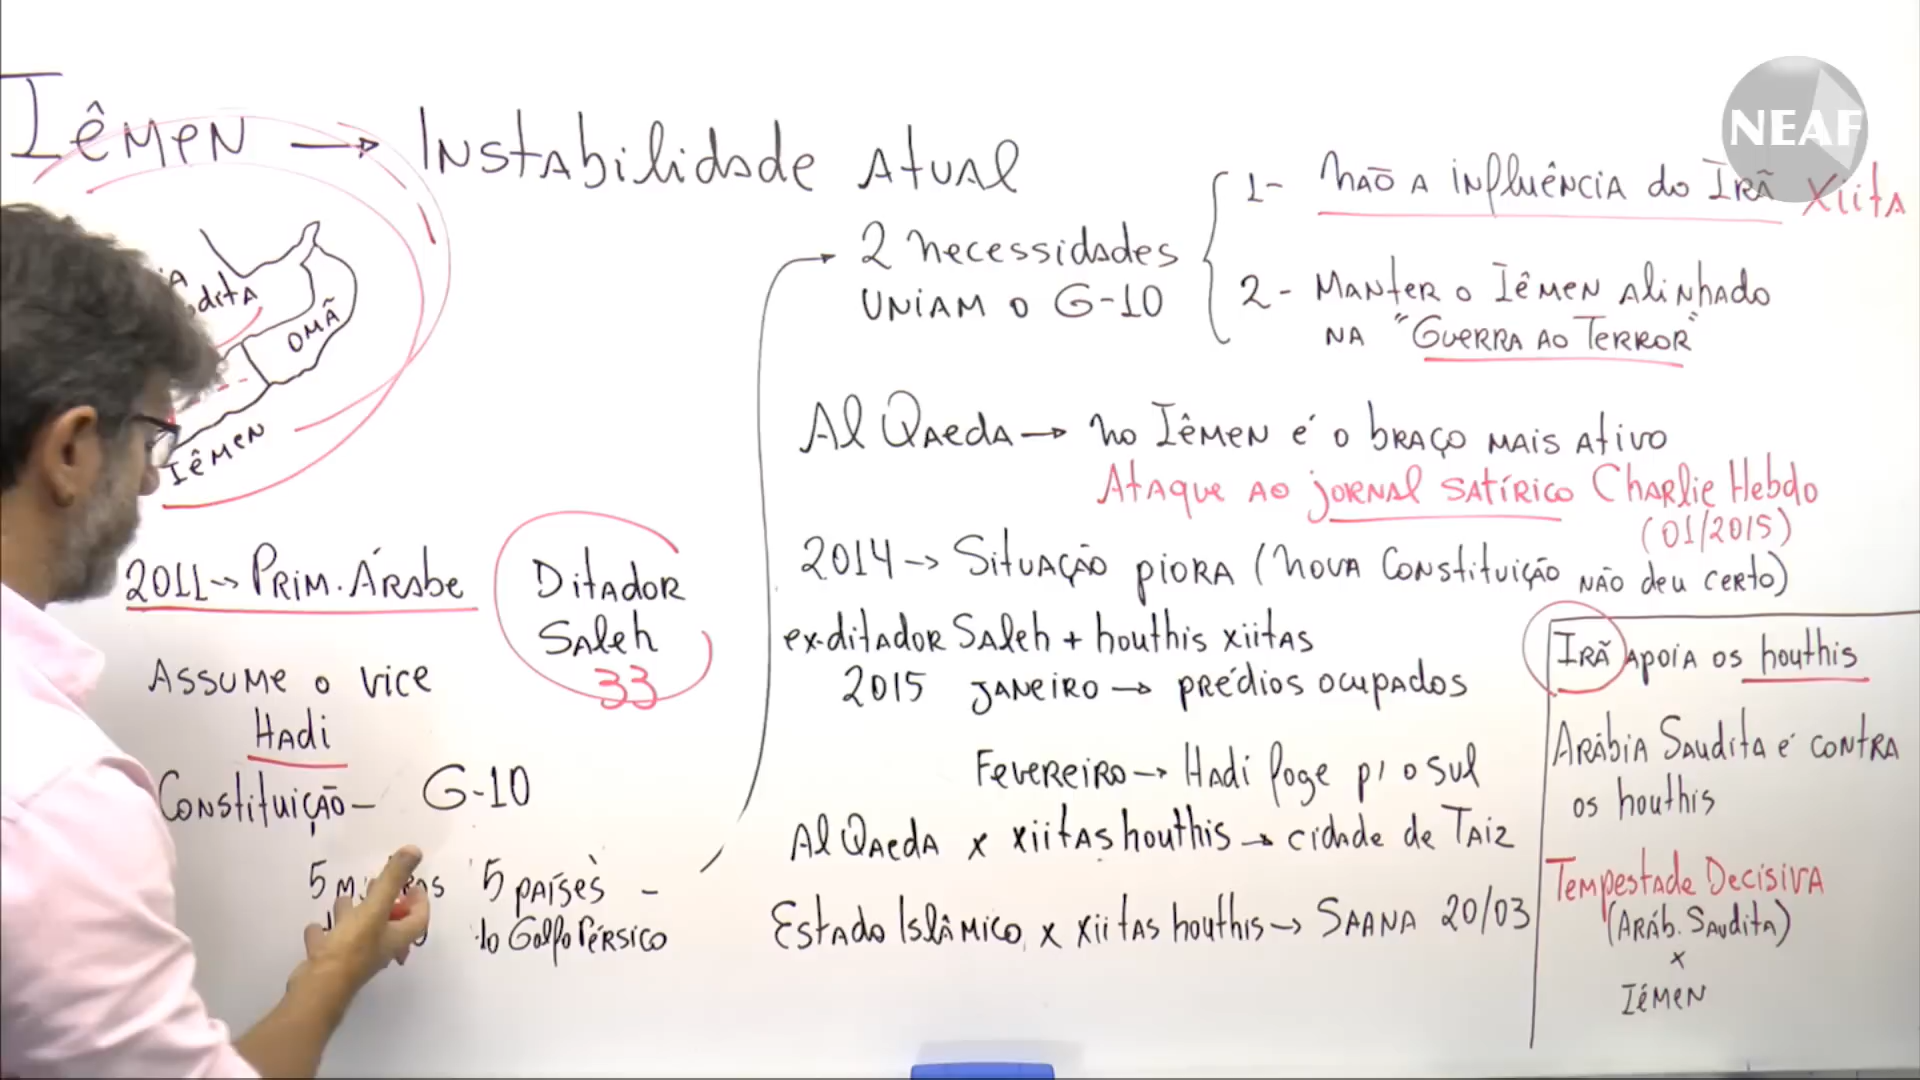 NEAF
Iêmen → Instabilidade Atual
2 necessidades
uniam o G-10
1- Não a influência do Irã Xiita
2- Manter o Iêmen alinhado
na "Guerra ao Terror"
Omã
Iêmen
Al Qaeda → no Iêmen é o braço mais ativo
Ataque ao jornal satírico Charlie Hebdo
(01/2015)
2011 → Prim. Árabe
Ditador
Saleh
33
Assume o vice
Hadi
Constituição - G-10
5 países -
Golfo Pérsico
2014 → Situação piora (nova Constituição não deu certo)
ex-ditador Saleh + houthis xiitas
2015 janeiro → prédios ocupados
Fevereiro → Hadi foge p/ o sul
Al Qaeda x xiitas houthis → cidade de Taiz
Estado Islâmico x xiitas houthis → Saana 20/03
Irã apoia os houthis
Arábia Saudita é contra
os houthis
Tempestade Decisiva
(Aráb. Saudita)
x
Iémen